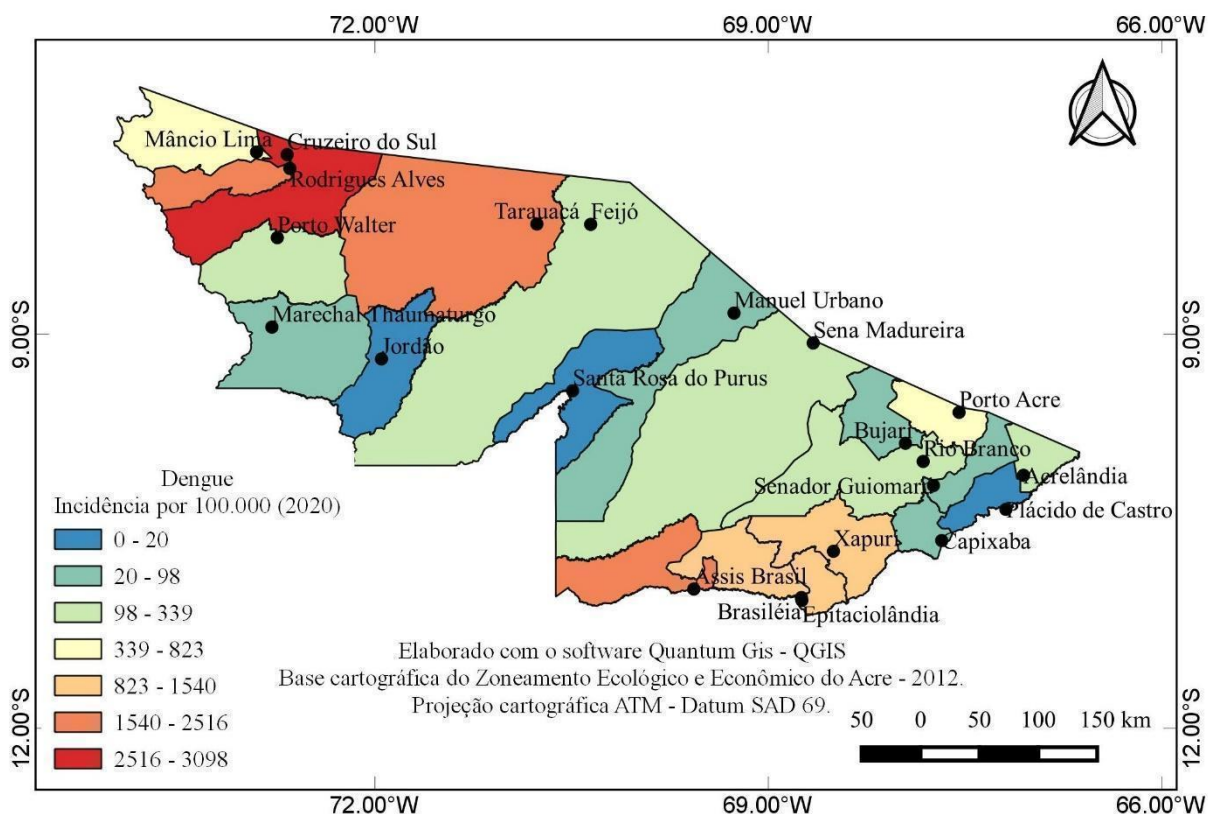 72.00°W 69.00°W 66.00°W
Mâncio Lima
Cruzeiro do Sul
Rodrigues Alves
Tarauacá
Feijó
Porto Walter
Manuel Urbano
Marechal Thaumaturgo
Sena Madureira
9.00°S
9.00°S
Jordão
Santa Rosa do Purus
Porto Acre
Bujari
Rio Branco
Acrelândia
Senador Guiomard
Plácido de Castro
Capixaba
Xapuri
Assis Brasil
Brasiléia
Epitaciolândia
Dengue
Incidência por 100.000 (2020)
0 - 20
20 - 98
98 - 339
339 - 823
823 - 1540
1540 - 2516
2516 - 3098
Elaborado com o software Quantum Gis - QGIS
Base cartográfica do Zoneamento Ecológico e Econômico do Acre - 2012.
Projeção cartográfica ATM - Datum SAD 69.
50 0 50 100 150 km
12.00°S
12.00°S
72.00°W 69.00°W 66.00°W